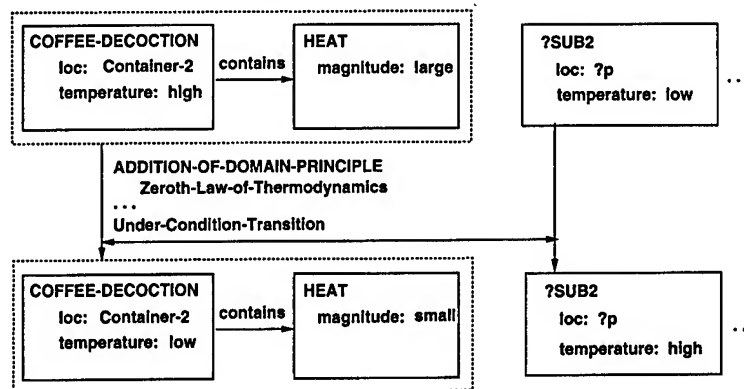 COFFEE-DECOCTION
loc: Container-2
temperature: high
contains
HEAT
magnitude: large
?SUB2
loc: ?p
temperature: low
...
ADDITION-OF-DOMAIN-PRINCIPLE
Zeroth-Law-of-Thermodynamics
...
Under-Condition-Transition
COFFEE-DECOCTION
loc: Container-2
temperature: low
contains
HEAT
magnitude: small
?SUB2
loc: ?p
temperature: high
...